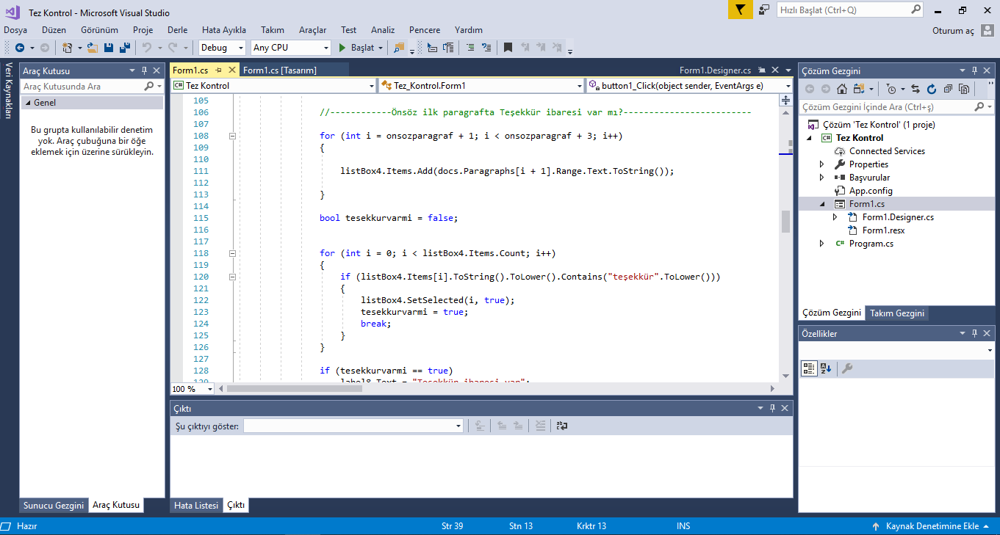 Tez Kontrol - Microsoft Visual Studio
Hızlı Başlat (Ctrl+Q)
Dosya Düzen Görünüm Proje Derle Hata Ayıkla Takım Araçlar Test Analiz Pencere Yardım
Oturum aç
Debug Any CPU Başlat
Veri Kaynakları
Araç Kutusu
Araç Kutusunda Ara
Genel
Bu grupta kullanılabilir denetim
yok. Araç çubuğuna bir öğe
eklemek için üzerine sürükleyin.
Sunucu Gezgini Araç Kutusu
Form1.cs Form1.cs [Tasarım] Form1.Designer.cs
Tez Kontrol Tez_Kontrol.Form1 button1_Click(object sender, EventArgs e)
105
106 //------------Önsöz ilk paragrafta Teşekkür ibaresi var mı?-------------------------
107
108 for (int i = onsozparagraf + 1; i < onsozparagraf + 3; i++)
109 {
110
111 listBox4.Items.Add(docs.Paragraphs[i + 1].Range.Text.ToString());
112
113 }
114
115 bool tesekkurvarmi = false;
116
117
118 for (int i = 0; i < listBox4.Items.Count; i++)
119 {
120 if (listBox4.Items[i].ToString().ToLower().Contains("teşekkür".ToLower()))
121 {
122 listBox4.SetSelected(i, true);
123 tesekkurvarmi = true;
124 break;
125 }
126 }
127
128 if (tesekkurvarmi == true)
129 label8.Text = "Teşekkür ibaresi var";
100 %
Çıktı
Şu çıktıyı göster:
Hata Listesi Çıktı
Çözüm Gezgini
Çözüm Gezgini İçinde Ara (Ctrl+ş)
Çözüm 'Tez Kontrol' (1 proje)
Tez Kontrol
Connected Services
Properties
Başvurular
App.config
Form1.cs
Form1.Designer.cs
Form1.resx
Program.cs
Çözüm Gezgini Takım Gezgini
Özellikler
Hazır Str 39 Stn 13 Krktr 13 INS Kaynak Denetimine Ekle